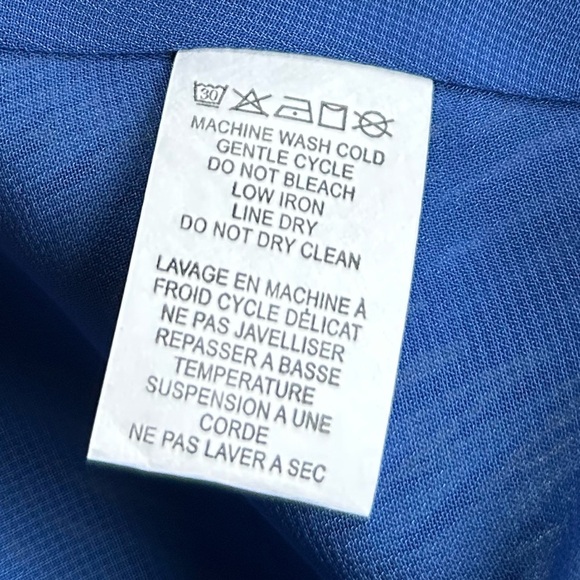 30
MACHINE WASH COLD
GENTLE CYCLE
DO NOT BLEACH
LOW IRON
LINE DRY
DO NOT DRY CLEAN
LAVAGE EN MACHINE À
FROID CYCLE DÉLICAT
NE PAS JAVELLISER
REPASSER A BASSE
TEMPERATURE
SUSPENSION A UNE
CORDE
NE PAS LAVER A SEC